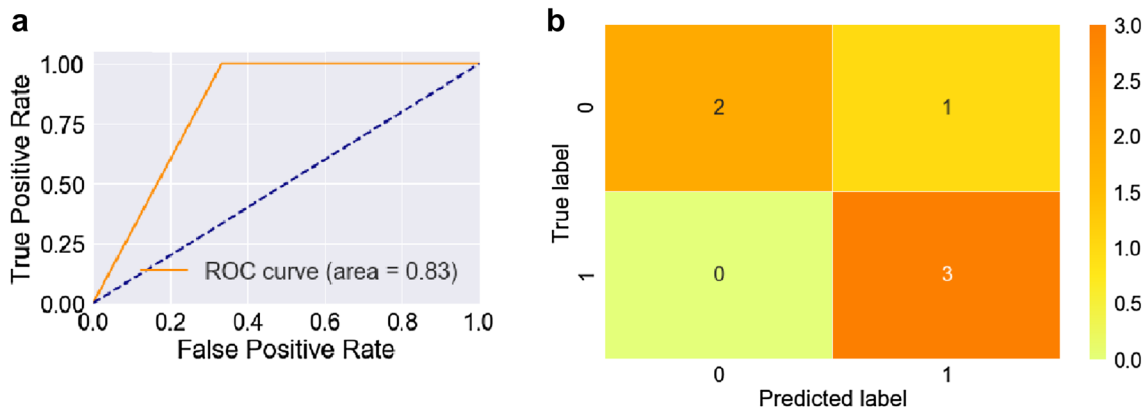 a
1.00
0.75
0.50
0.25
0.00
True Positive Rate
ROC curve (area = 0.83)
0.0 0.2 0.4 0.6 0.8 1.0
False Positive Rate
b
True label
0
1
2 1
0 3
0 1
Predicted label
3.0
2.5
2.0
1.5
1.0
0.5
0.0